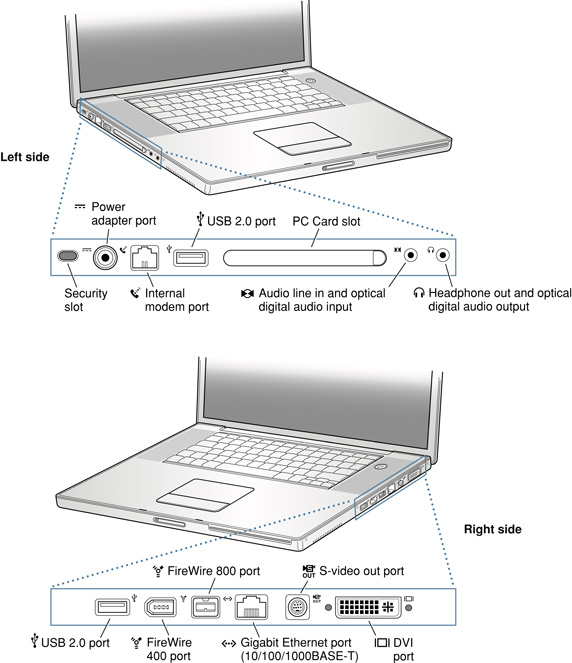 Left side
Power
adapter port
USB 2.0 port
PC Card slot
Security
slot
Internal
modem port
Audio line in and optical
digital audio input
Headphone out and optical
digital audio output
Right side
FireWire 800 port
S-video out port
OUT
OUT
USB 2.0 port
FireWire
400 port
Gigabit Ethernet port
(10/100/1000BASE-T)
DVI
port